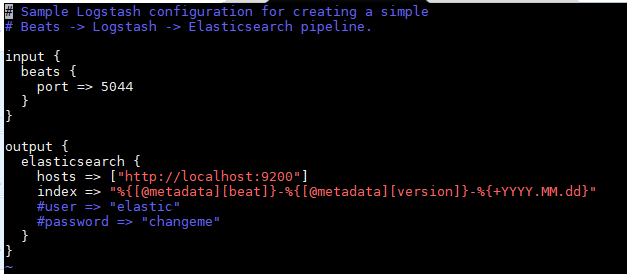 # Sample Logstash configuration for creating a simple
# Beats -> Logstash -> Elasticsearch pipeline.
input {
beats {
port => 5044
}
}
output {
elasticsearch {
hosts => ["http://localhost:9200"]
index => "%{[@metadata][beat]}-%{[@metadata][version]}-%{+YYYY.MM.dd}"
#user => "elastic"
#password => "changeme"
}
}
~